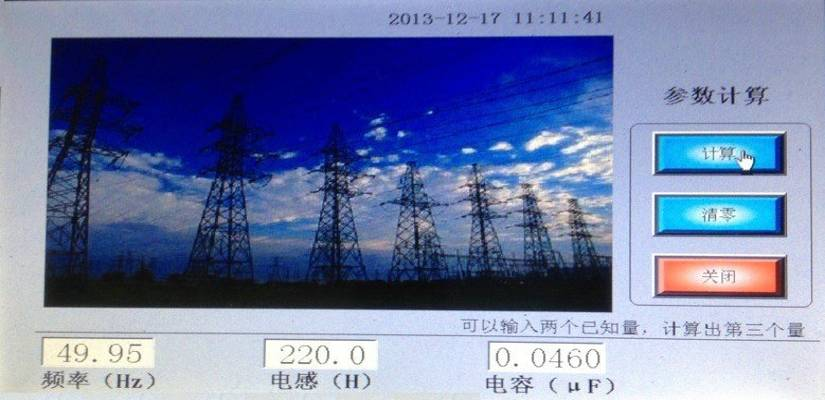 2013-12-17 11:11:41
参数计算
计算
清零
关闭
可以输入两个已知量，计算出第三个量
49.95
220.0
0.0460
频率（Hz）
电感（H）
电容（μF）